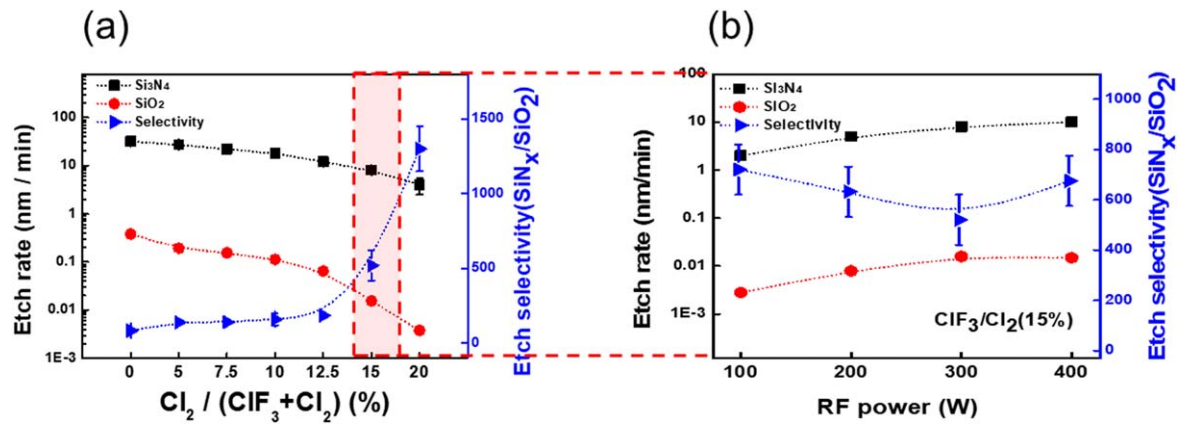 (a)
Si₃N₄
SiO₂
Selectivity
100
10
1
0.1
0.01
1E-3
Etch rate (nm / min)
0
5
7.5
10
12.5
15
20
Cl₂ / (ClF₃+Cl₂) (%)
1500
1000
500
0
Etch selectivity(SiNₓ/SiO₂)
(b)
Si₃N₄
SiO₂
Selectivity
100
10
1
0.1
0.01
1E-3
Etch rate (nm/min)
100
200
300
400
RF power (W)
ClF₃/Cl₂(15%)
1000
800
600
400
200
0
Etch selectivity(SiNₓ/SiO₂)